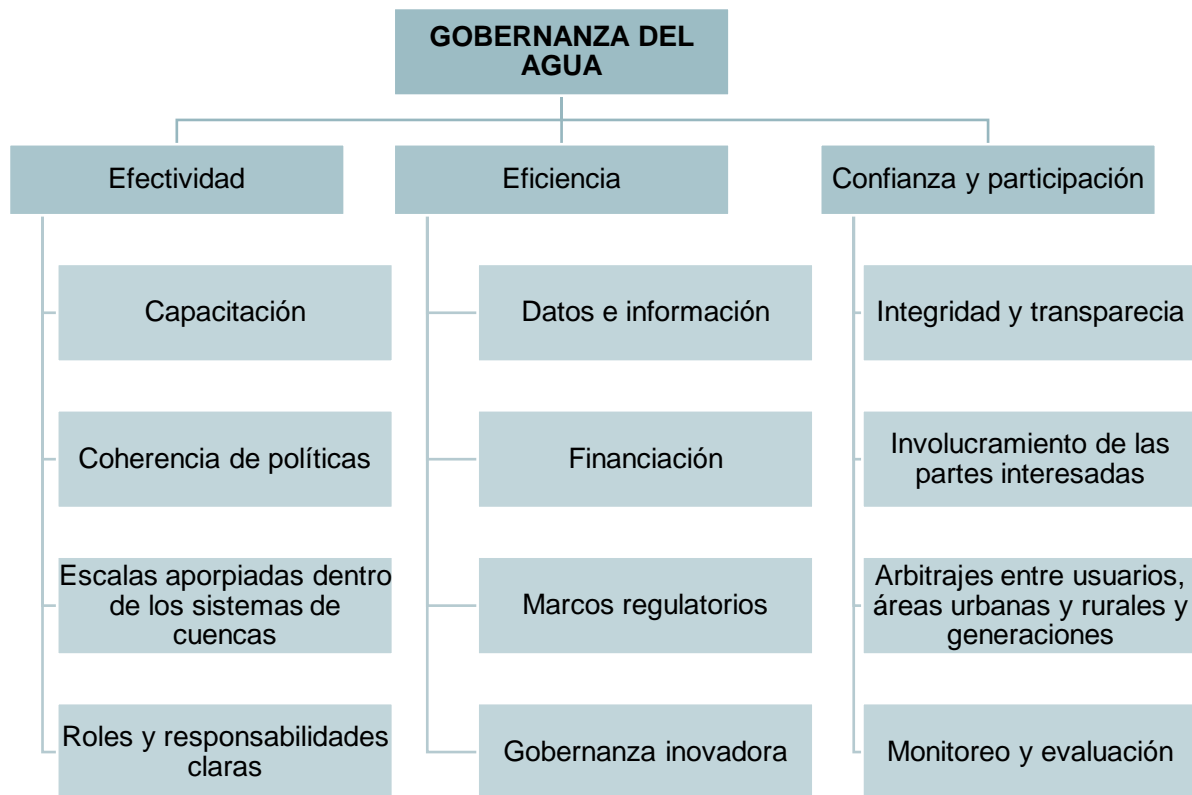 GOBERNANZA DEL
AGUA
Efectividad
Capacitación
Coherencia de políticas
Escalas aporpiadas dentro
de los sistemas de
cuencas
Roles y responsabilidades
claras
Eficiencia
Datos e información
Financiación
Marcos regulatorios
Gobernanza inovadora
Confianza y participación
Integridad y transparecia
Involucramiento de las
partes interesadas
Arbitrajes entre usuarios,
áreas urbanas y rurales y
generaciones
Monitoreo y evaluación